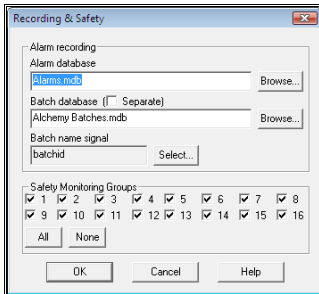 Recording & Safety
Alarm recording
Alarm database
Alarms.mdb
Browse...
Batch database ( Separate)
Alchemy Batches.mdb
Browse...
Batch name signal
batchid
Select...
Safety Monitoring Groups
1 2 3 4 5 6 7 8
9 10 11 12 13 14 15 16
All None
OK Cancel Help